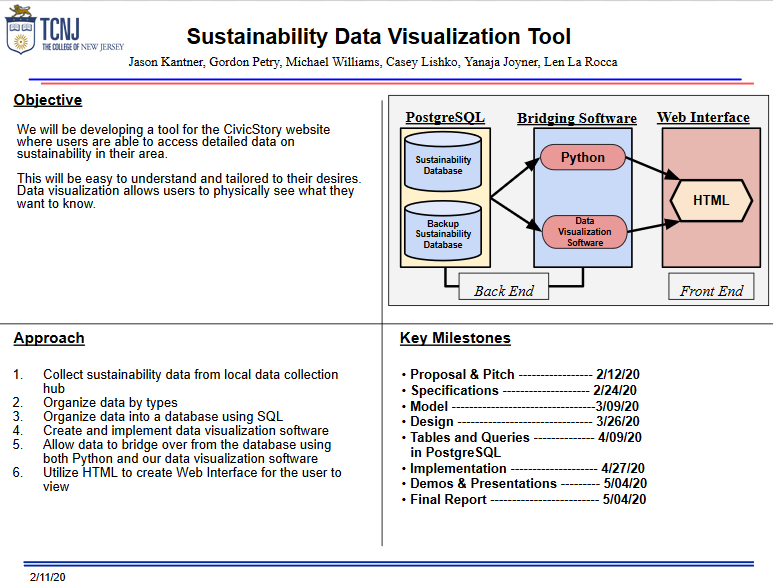 TCNJ
THE COLLEGE OF NEW JERSEY
Sustainability Data Visualization Tool
Jason Kantner, Gordon Petry, Michael Williams, Casey Lishko, Yanaja Joyner, Len La Rocca
Objective
We will be developing a tool for the CivicStory website
where users are able to access detailed data on
sustainability in their area.
This will be easy to understand and tailored to their desires.
Data visualization allows users to physically see what they
want to know.
PostgreSQL
Bridging Software
Web Interface
Sustainability
Database
Backup
Sustainability
Database
Python
Data
Visualization
Software
HTML
Back End
Front End
Approach
1. Collect sustainability data from local data collection
hub
2. Organize data by types
3. Organize data into a database using SQL
4. Create and implement data visualization software
5. Allow data to bridge over from the database using
both Python and our data visualization software
6. Utilize HTML to create Web Interface for the user to
view
Key Milestones
• Proposal & Pitch ----------------- 2/12/20
• Specifications -------------------- 2/24/20
• Model ---------------------------------3/09/20
• Design ------------------------------- 3/26/20
• Tables and Queries -------------- 4/09/20
in PostgreSQL
• Implementation -------------------- 4/27/20
• Demos & Presentations --------- 5/04/20
• Final Report ------------------------- 5/04/20
2/11/20